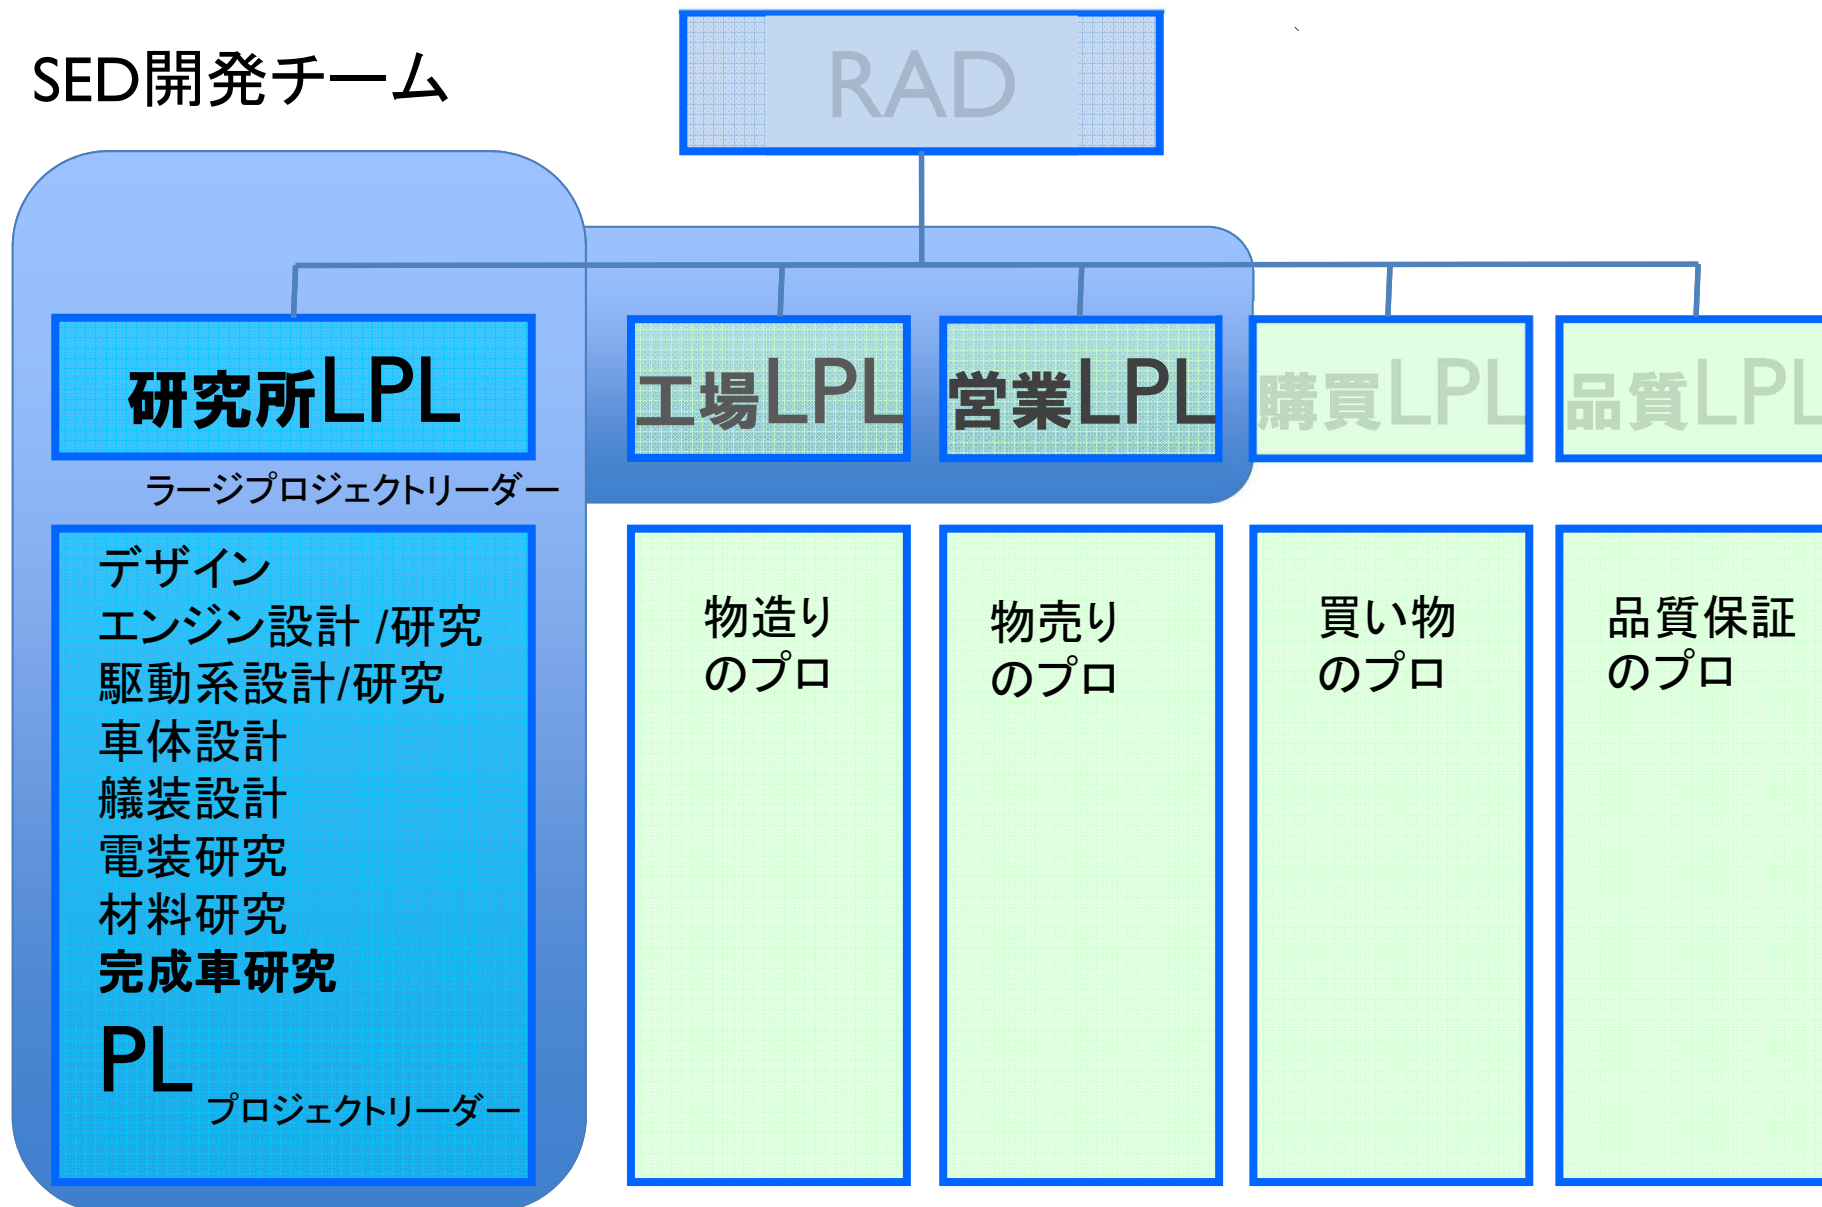 SED開発チーム
RAD
研究所LPL
工場LPL
営業LPL
購買LPL
品質LPL
ラージプロジェクトリーダー
デザイン
エンジン設計 /研究
駆動系設計/研究
車体設計
艤装設計
電装研究
材料研究
完成車研究
PL
プロジェクトリーダー
物造り
のプロ
物売り
のプロ
買い物
のプロ
品質保証
のプロ